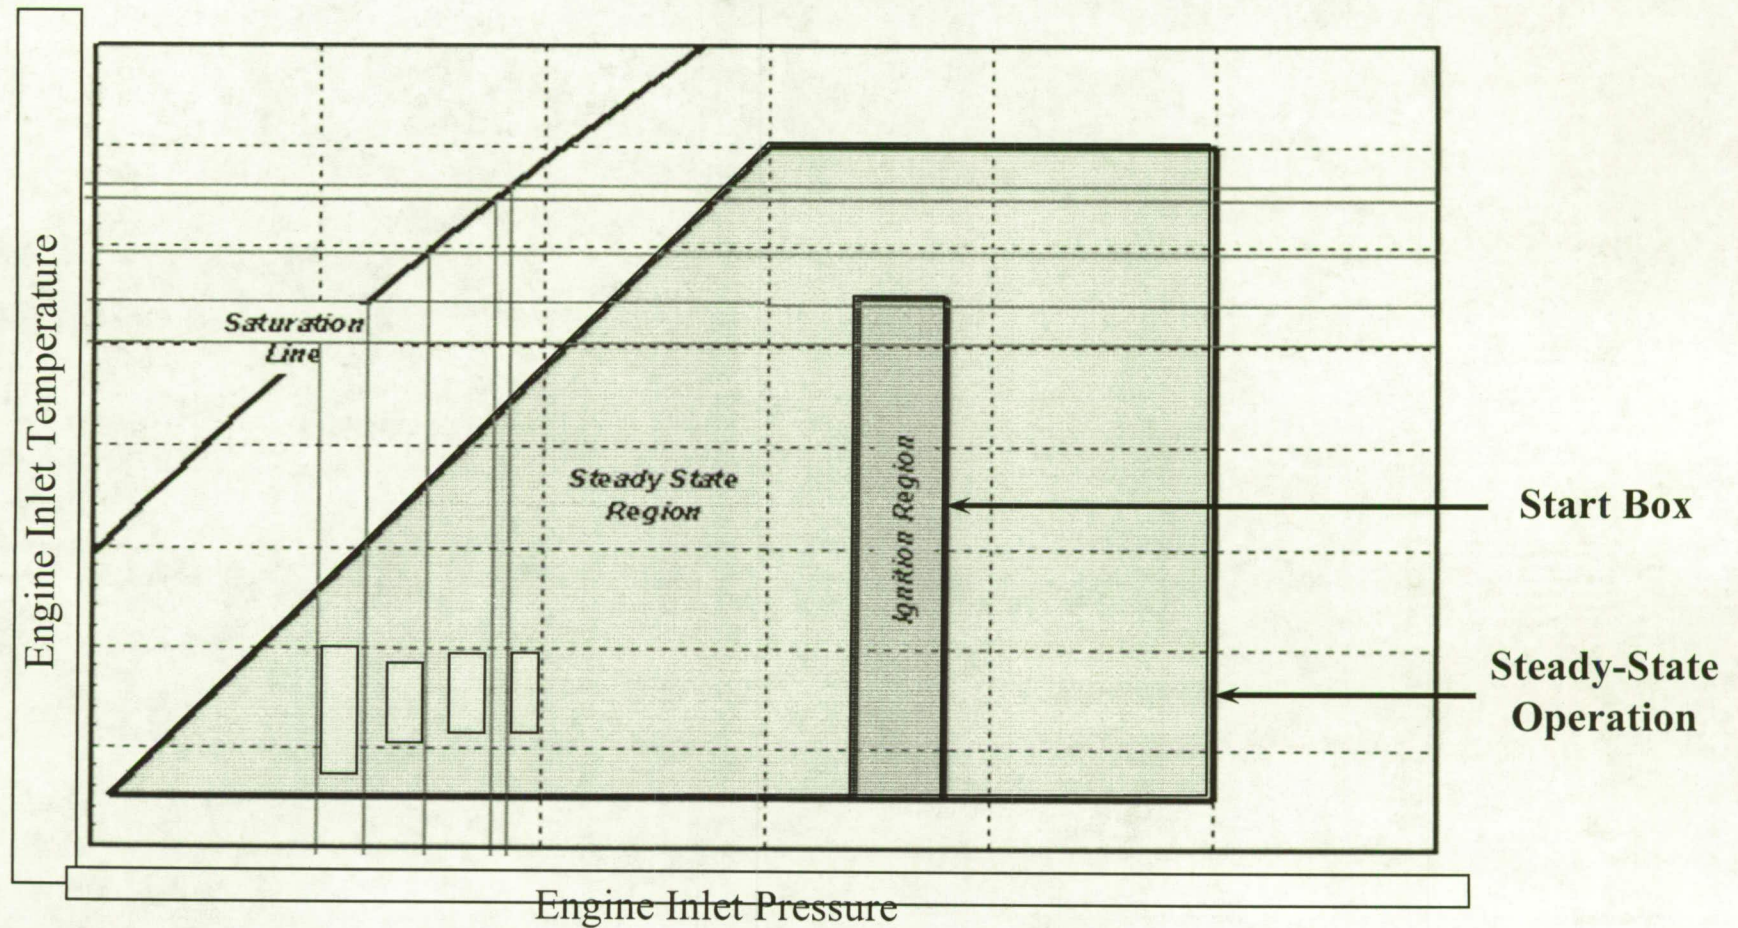 Engine Inlet Temperature
Saturation
Line
Steady State
Region
Ignition Region
Start Box
Steady-State
Operation
Engine Inlet Pressure